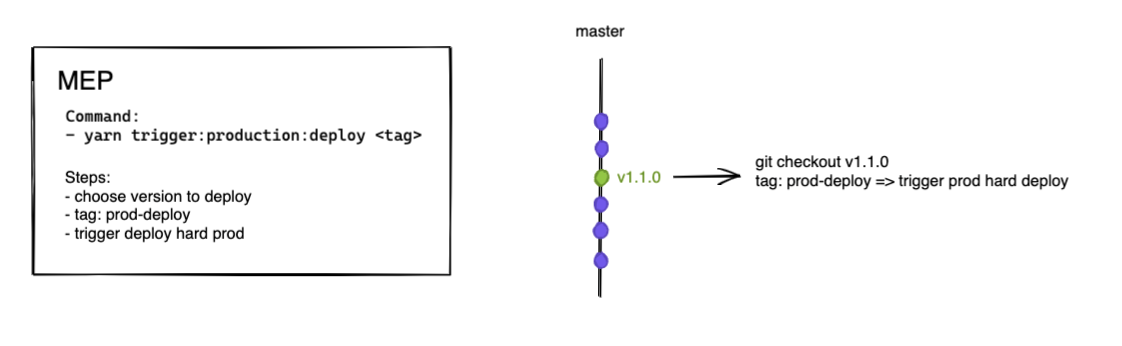 MEP
Command:
- yarn trigger:production:deploy <tag>
Steps:
- choose version to deploy
- tag: prod-deploy
- trigger deploy hard prod
master
v1.1.0
git checkout v1.1.0
tag: prod-deploy => trigger prod hard deploy